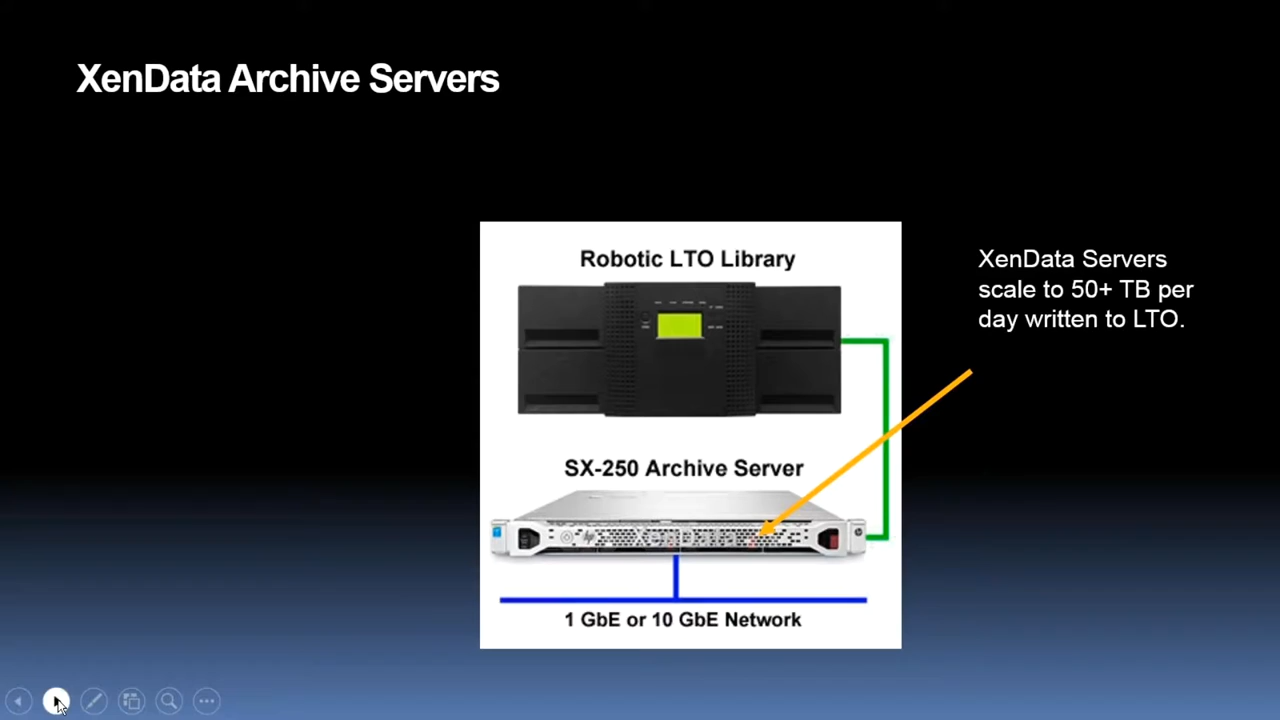 XenData Archive Servers
Robotic LTO Library
XenData Servers
scale to 50+ TB per
day written to LTO.
SX-250 Archive Server
hp
1 GbE or 10 GbE Network